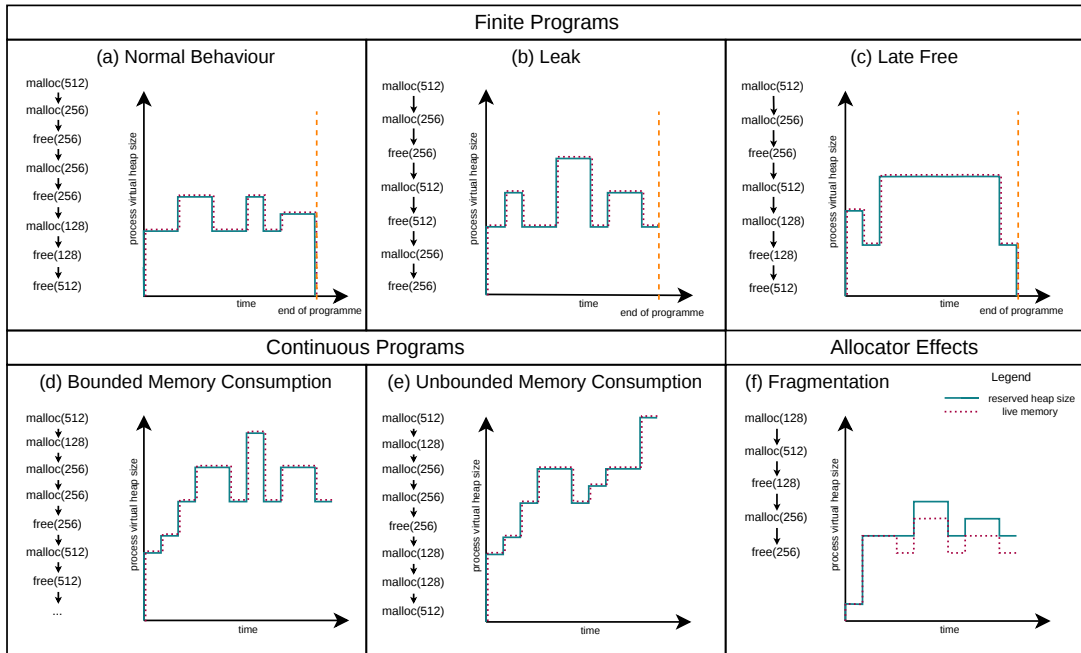 Finite Programs
(a) Normal Behaviour
malloc(512)
malloc(256)
free(256)
malloc(256)
free(256)
malloc(128)
free(128)
free(512)
process virtual heap size
time
end of programme
(b) Leak
malloc(512)
malloc(256)
free(256)
malloc(512)
free(512)
malloc(256)
free(256)
process virtual heap size
time
end of programme
(c) Late Free
malloc(512)
malloc(256)
free(256)
malloc(512)
malloc(128)
free(128)
free(512)
process virtual heap size
time
end of programme
Continuous Programs
(d) Bounded Memory Consumption
malloc(512)
malloc(128)
malloc(256)
malloc(256)
free(256)
malloc(512)
free(512)
...
process virtual heap size
time
(e) Unbounded Memory Consumption
malloc(512)
malloc(128)
malloc(256)
malloc(256)
free(256)
malloc(128)
malloc(128)
malloc(512)
process virtual heap size
time
Allocator Effects
(f) Fragmentation
Legend
reserved heap size
live memory
malloc(128)
malloc(512)
free(128)
malloc(256)
free(256)
process virtual heap size
time